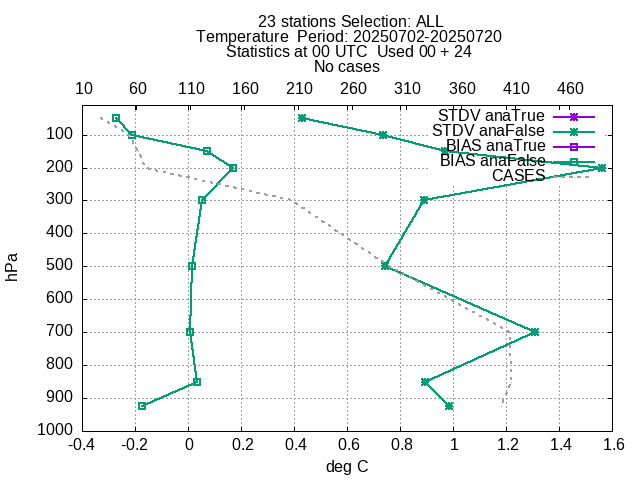 23 stations Selection: ALL
Temperature  Period: 20250702-20250720
Statistics at 00 UTC  Used 00 + 24
No cases
10 60 110 160 210 260 310 360 410 460
STDV anaTrue
STDV anaFalse
BIAS anaTrue
BIAS anaFalse
CASES
100
200
300
400
500
600
700
800
900
1000
hPa
-0.4 -0.2 0 0.2 0.4 0.6 0.8 1 1.2 1.4 1.6
deg C